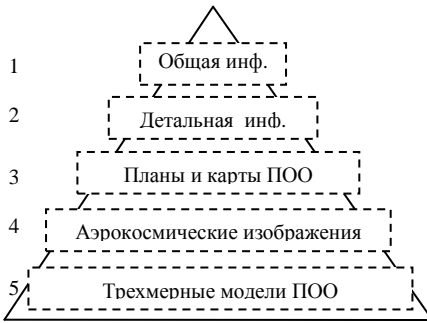 1 Общая инф.
2 Детальная инф.
3 Планы и карты ПОО
4 Аэрокосмические изображения
5 Трехмерные модели ПОО